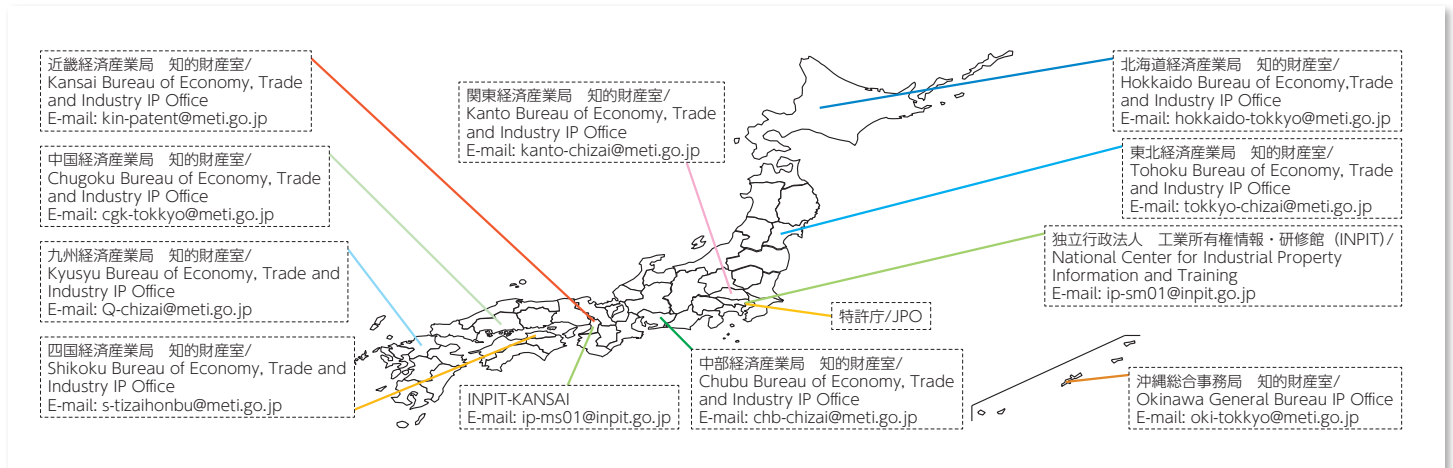 近畿経済産業局　知的財産室/
Kansai Bureau of Economy, Trade
and Industry IP Office
E-mail: kin-patent@meti.go.jp
中国経済産業局　知的財産室/
Chugoku Bureau of Economy, Trade
and Industry IP Office
E-mail: cgk-tokkyo@meti.go.jp
九州経済産業局　知的財産室/
Kyusyu Bureau of Economy, Trade and
Industry IP Office
E-mail: Q-chizai@meti.go.jp
四国経済産業局　知的財産室/
Shikoku Bureau of Economy, Trade and
Industry IP Office
E-mail: s-tizaihonbu@meti.go.jp
関東経済産業局　知的財産室/
Kanto Bureau of Economy, Trade
and Industry IP Office
E-mail: kanto-chizai@meti.go.jp
INPIT-KANSAI
E-mail: ip-ms01@inpit.go.jp
中部経済産業局　知的財産室/
Chubu Bureau of Economy, Trade
and Industry IP Office
E-mail: chb-chizai@meti.go.jp
特許庁/JPO
北海道経済産業局　知的財産室/
Hokkaido Bureau of Economy,Trade
and Industry IP Office
E-mail: hokkaido-tokkyo@meti.go.jp
東北経済産業局　知的財産室/
Tohoku Bureau of Economy, Trade
and Industry IP Office
E-mail: tokkyo-chizai@meti.go.jp
独立行政法人　工業所有権情報・研修館（INPIT)/
National Center for Industrial Property
Information and Training
E-mail: ip-sm01@inpit.go.jp
沖縄総合事務局　知的財産室/
Okinawa General Bureau IP Office
E-mail: oki-tokkyo@meti.go.jp